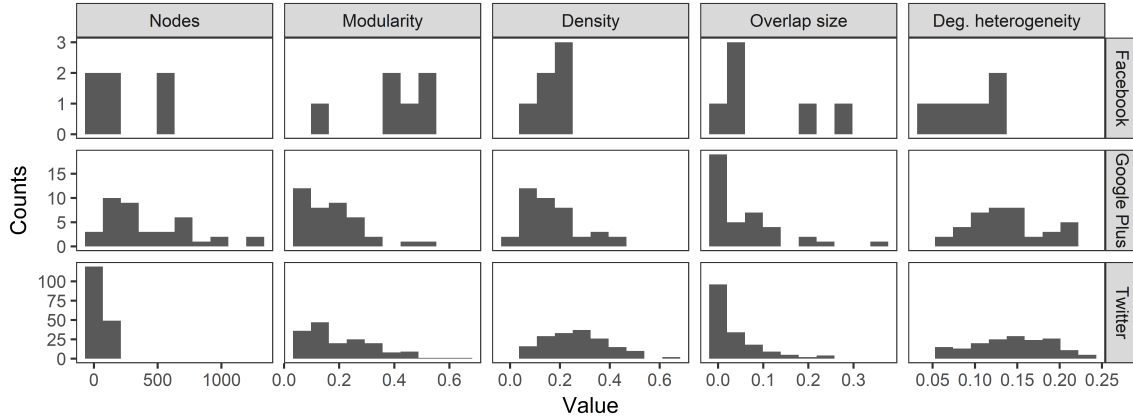 Nodes Modularity Density Overlap size Deg. heterogeneity
3
2
1
0
Facebook
15
10
5
0
Google Plus
100
75
50
25
0
Twitter
Counts
0 500 1000 0.0 0.2 0.4 0.6 0.0 0.2 0.4 0.6 0.0 0.1 0.2 0.3 0.05 0.10 0.15 0.20 0.25
Value